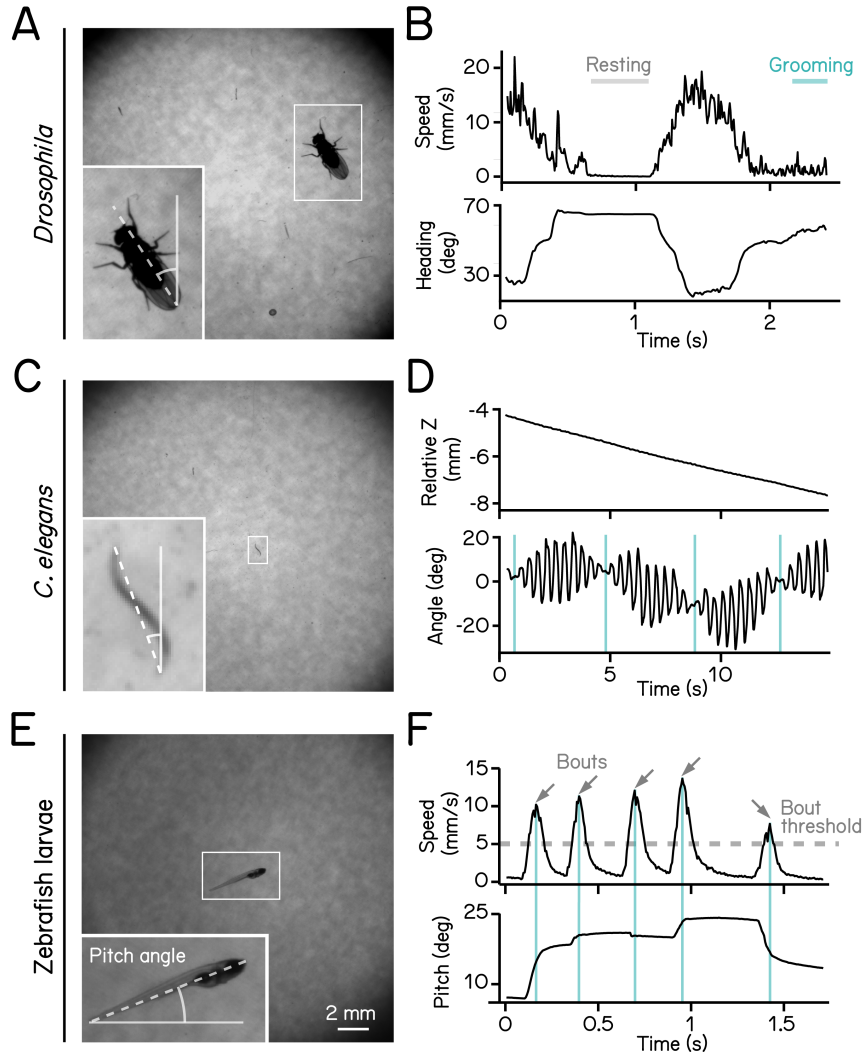 A
Drosophila
B
Resting
Grooming
Speed
(mm/s)
20
10
0
Heading
(deg)
70
30
0
1
2
Time (s)
C
C. elegans
D
Relative Z
(mm)
-4
-6
-8
Angle (deg)
20
0
-20
0
5
10
Time (s)
E
Zebrafish larvae
Pitch angle
2 mm
F
Bouts
Bout
threshold
Speed
(mm/s)
15
10
5
0
Pitch (deg)
25
10
0
0.5
1
1.5
Time (s)